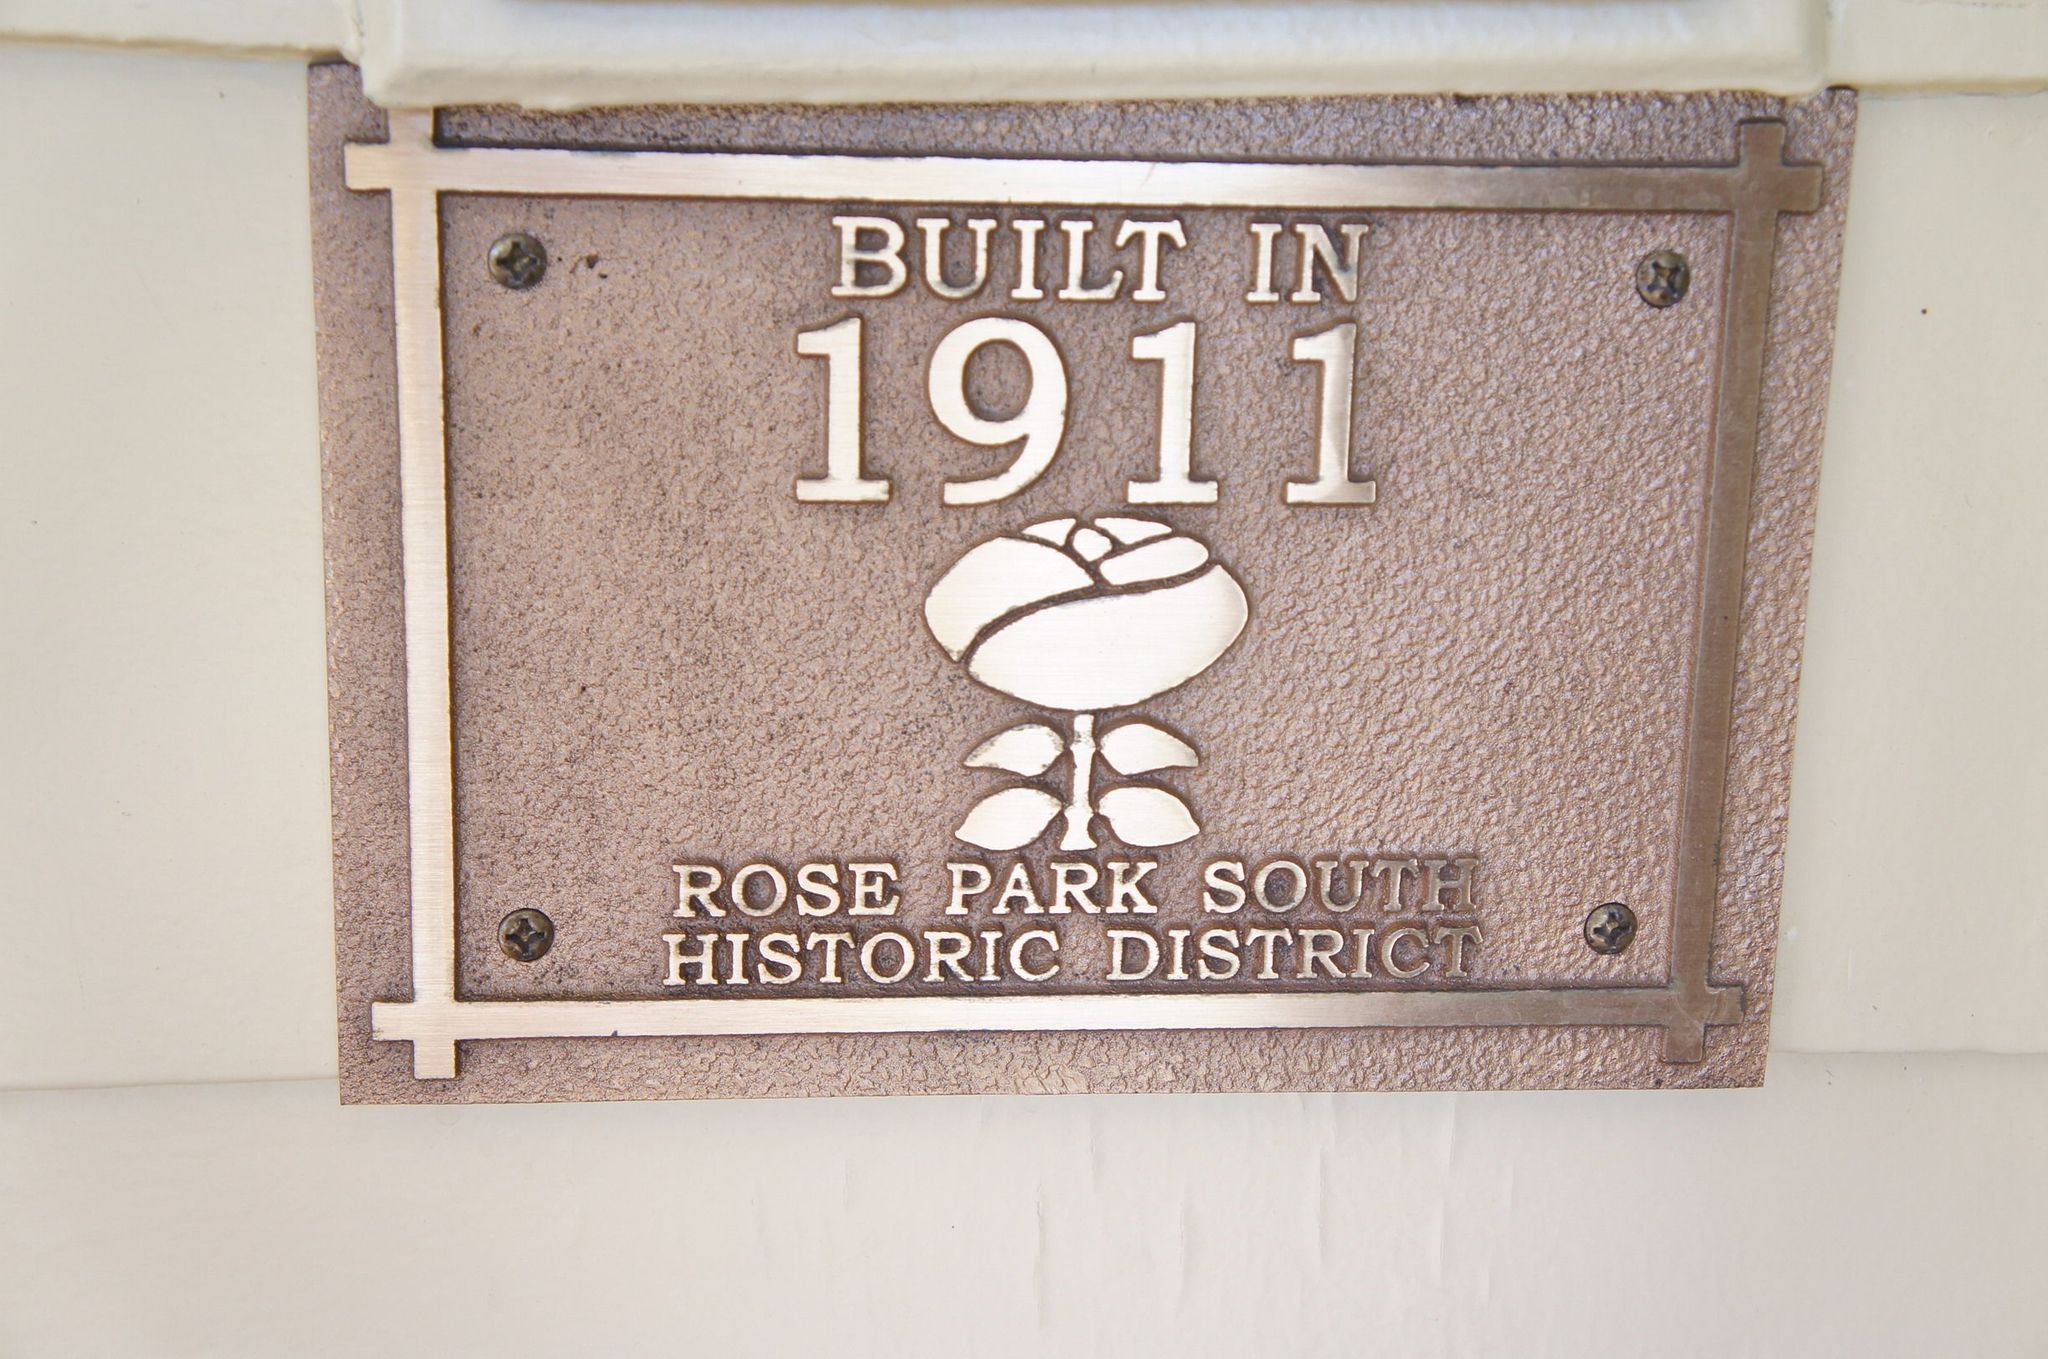 BUILT IN
1911
ROSE PARK SOUTH
HISTORIC DISTRICT